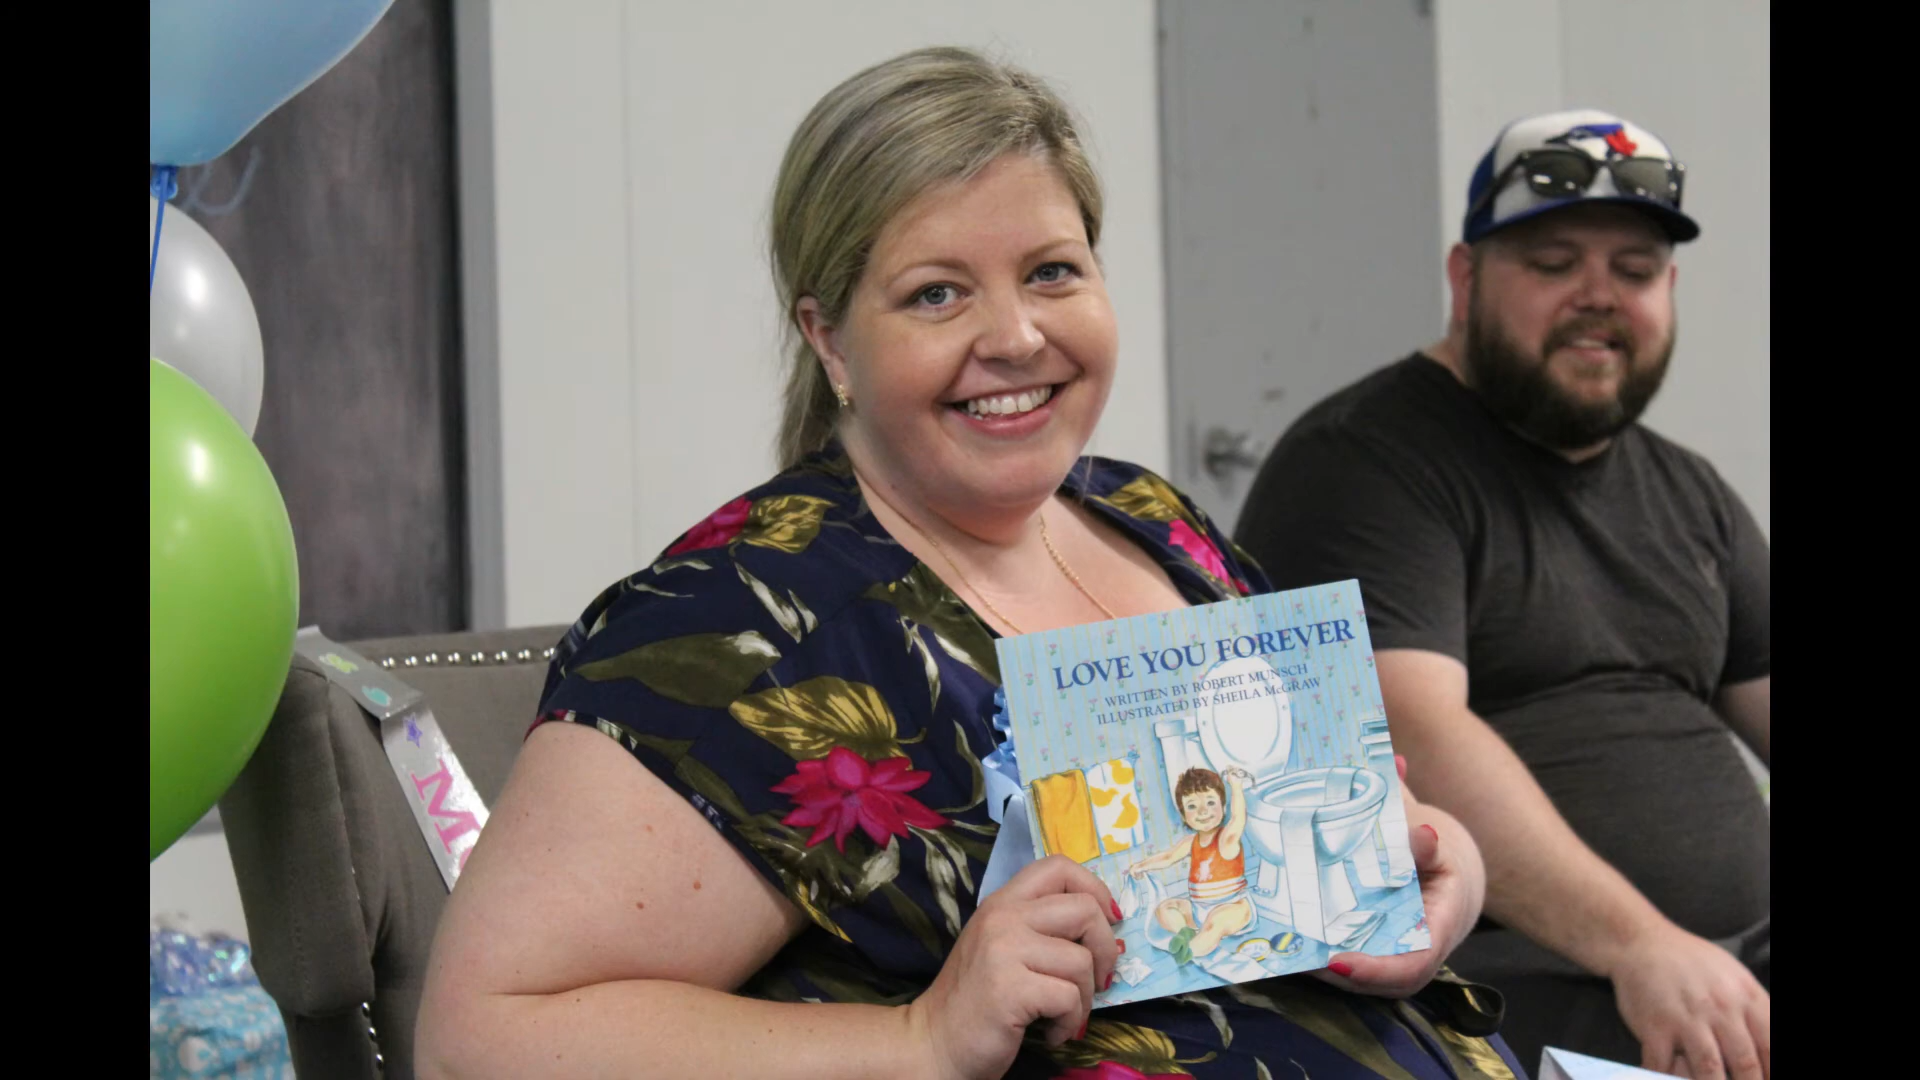 LOVE YOU FOREVER
WRITTEN BY ROBERT MUNSCH
ILLUSTRATED BY SHEILA McGRAW